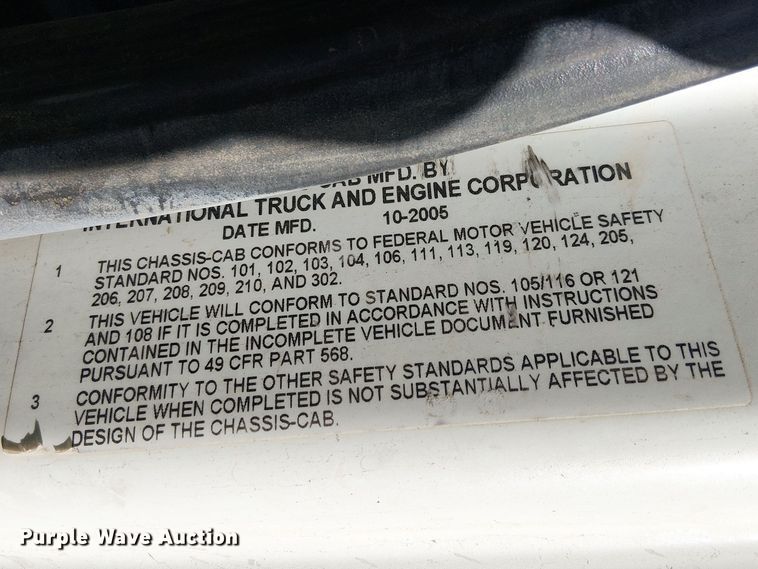 CAB MFD. BY
INTERNATIONAL TRUCK AND ENGINE CORPORATION
DATE MFD. 10-2005
1 THIS CHASSIS-CAB CONFORMS TO FEDERAL MOTOR VEHICLE SAFETY
STANDARD NOS. 101, 102, 103, 104, 106, 111, 113, 119, 120, 124, 205,
206, 207, 208, 209, 210, AND 302.
2 THIS VEHICLE WILL CONFORM TO STANDARD NOS. 105/116 OR 121
AND 108 IF IT IS COMPLETED IN ACCORDANCE WITH INSTRUCTIONS
CONTAINED IN THE INCOMPLETE VEHICLE DOCUMENT FURNISHED
PURSUANT TO 49 CFR PART 568.
3 CONFORMITY TO THE OTHER SAFETY STANDARDS APPLICABLE TO THIS
VEHICLE WHEN COMPLETED IS NOT SUBSTANTIALLY AFFECTED BY THE
DESIGN OF THE CHASSIS-CAB.
Purple Wave Auction